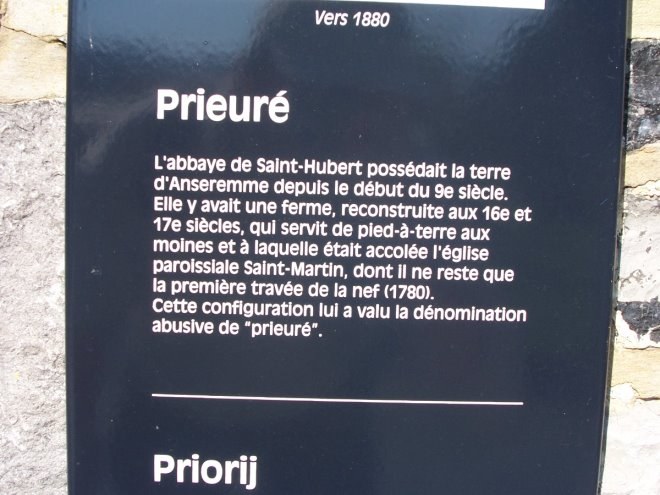 Vers 1880
Prieuré
L'abbaye de Saint-Hubert possédait la terre
d'Anseremme depuis le début du 9e siècle.
Elle y avait une ferme, reconstruite aux 16e et
17e siècles, qui servit de pied-à-terre aux
moines et à laquelle était accolée l'église
paroissiale Saint-Martin, dont il ne reste que
la première travée de la nef (1780).
Cette configuration lui a valu la dénomination
abusive de "prieuré".
Priorij